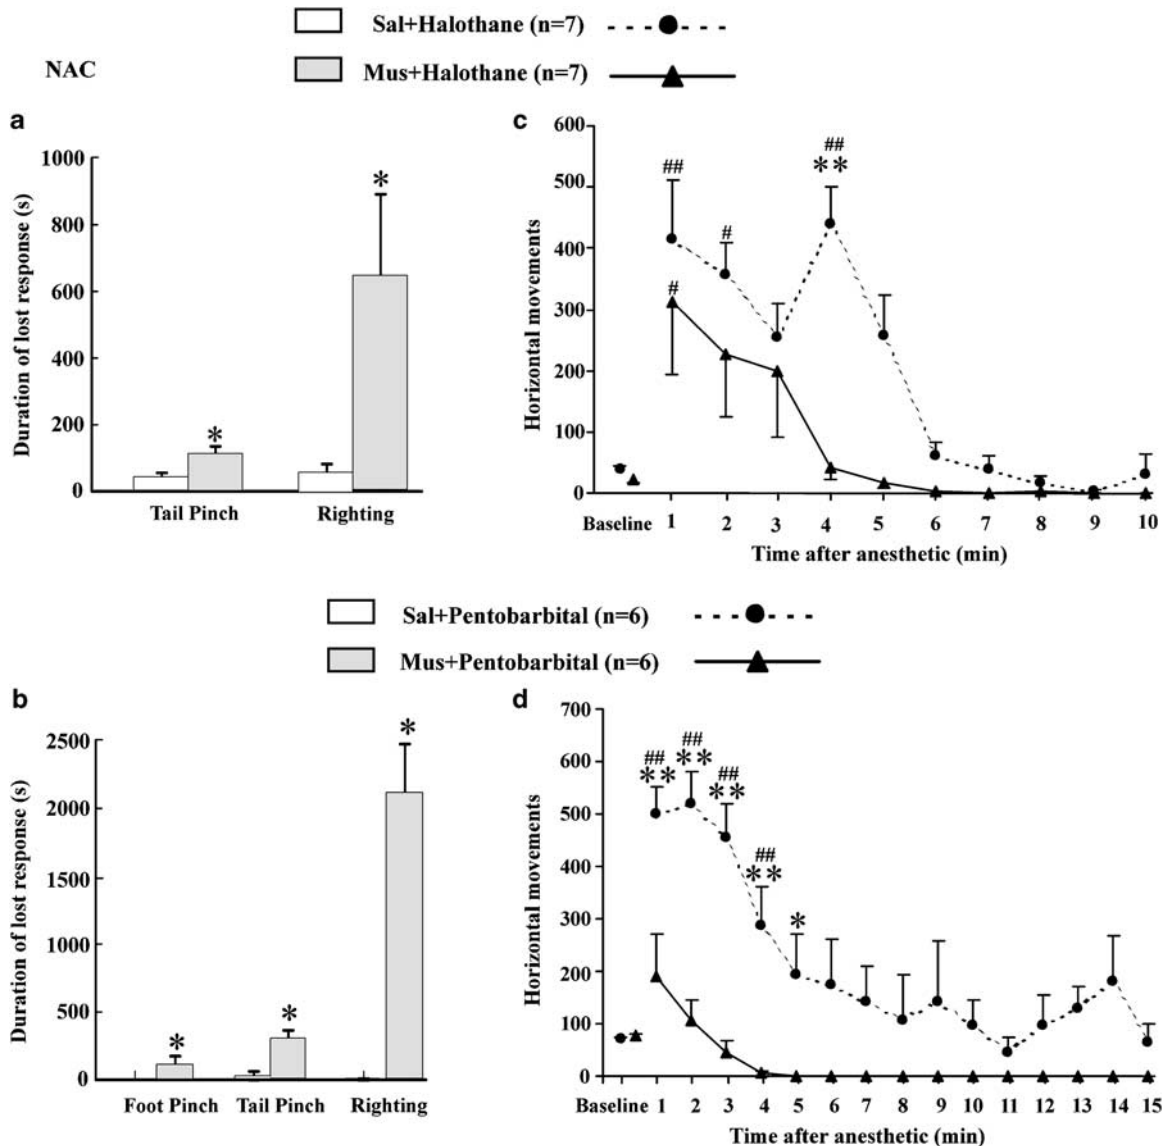 Sal+Halothane (n=7)
NAC
Mus+Halothane (n=7)
a
Duration of lost response (s)
1000
800
600
400
200
0
*
*
Tail Pinch
Righting
c
Horizontal movements
600
500
400
300
200
100
0
##
#
#
##
**
Baseline 1 2 3 4 5 6 7 8 9 10
Time after anesthetic (min)
Sal+Pentobarbital (n=6)
Mus+Pentobarbital (n=6)
b
Duration of lost response (s)
2500
2000
1500
1000
500
0
*
*
*
Foot Pinch Tail Pinch Righting
d
Horizontal movements
700
600
500
400
300
200
100
0
##
**
##
**
##
**
##
**
*
Baseline 1 2 3 4 5 6 7 8 9 10 11 12 13 14 15
Time after anesthetic (min)